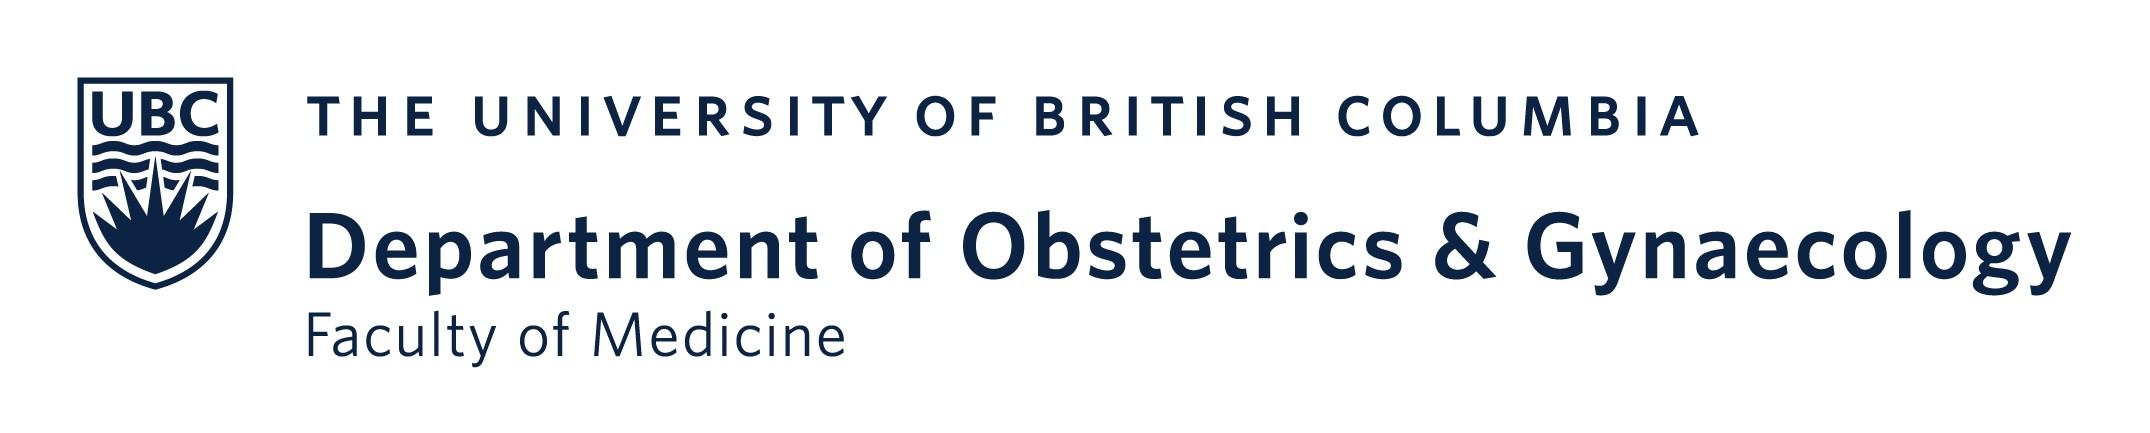 UBC
THE UNIVERSITY OF BRITISH COLUMBIA
Department of Obstetrics & Gynaecology
Faculty of Medicine